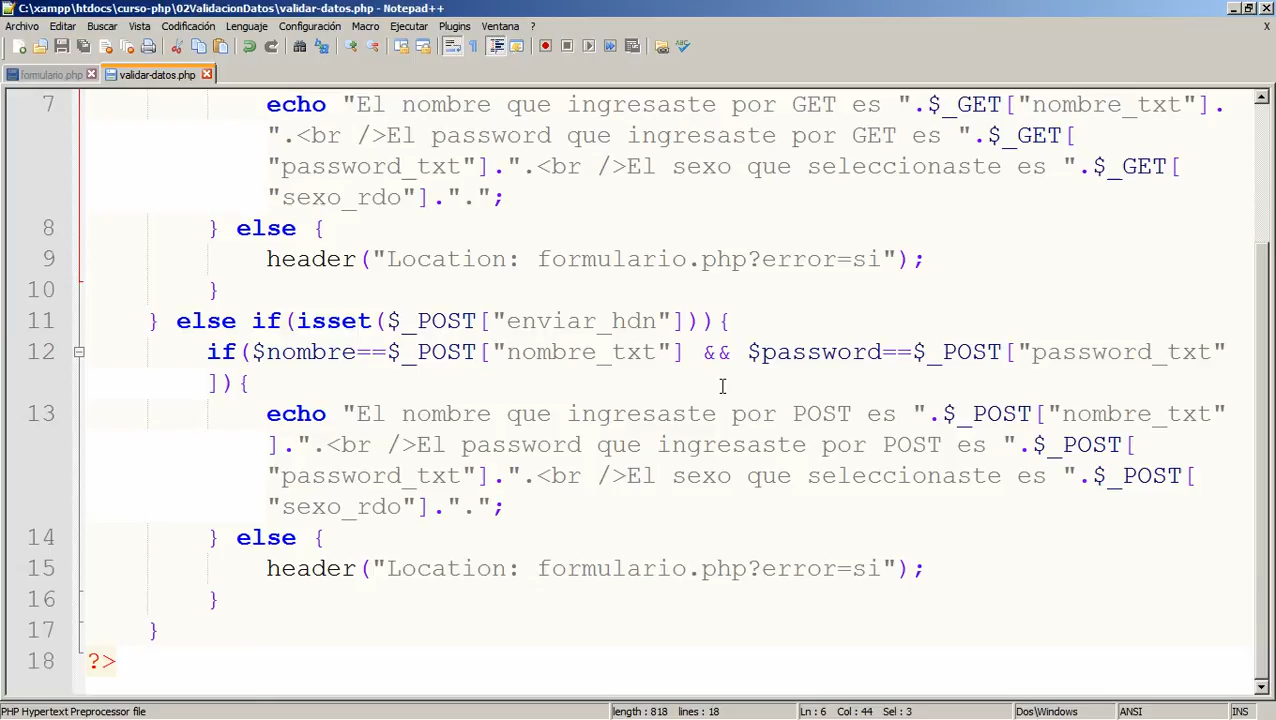 C:\xampp\htdocs\curso-php\02ValidacionDatos\validar-datos.php - Notepad++
Archivo Editar Buscar Vista Codificación Lenguaje Configuración Macro Ejecutar Plugins Ventana ?
X
formulario.php validar-datos.php
7 echo "El nombre que ingresaste por GET es ".$_GET["nombre_txt"].
".<br />El password que ingresaste por GET es ".$_GET[
"password_txt"].".<br />El sexo que seleccionaste es ".$_GET[
"sexo_rdo"].".";
8 } else {
9 header("Location: formulario.php?error=si");
10 }
11 } else if(isset($_POST["enviar_hdn"])){
12 if($nombre==$_POST["nombre_txt"] && $password==$_POST["password_txt"
]){
13 echo "El nombre que ingresaste por POST es ".$_POST["nombre_txt"
].".<br />El password que ingresaste por POST es ".$_POST[
"password_txt"].".<br />El sexo que seleccionaste es ".$_POST[
"sexo_rdo"].".";
14 } else {
15 header("Location: formulario.php?error=si");
16 }
17 }
18 ?>
PHP Hypertext Preprocessor file length : 818 lines : 18 Ln : 6 Col : 44 Sel : 3 Dos\Windows ANSI INS